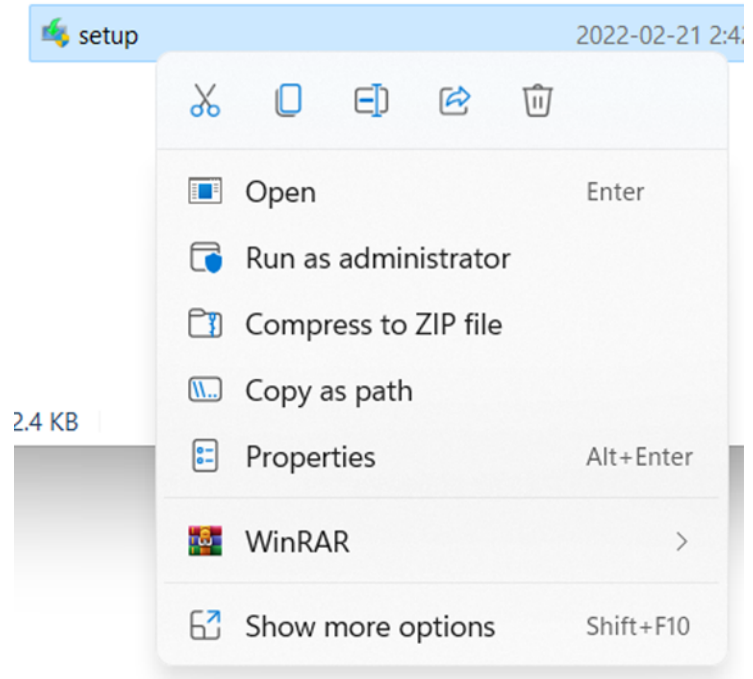 setup 2022-02-21 2:42
Open Enter
Run as administrator
Compress to ZIP file
Copy as path
2.4 KB
Properties Alt+Enter
WinRAR
Show more options Shift+F10